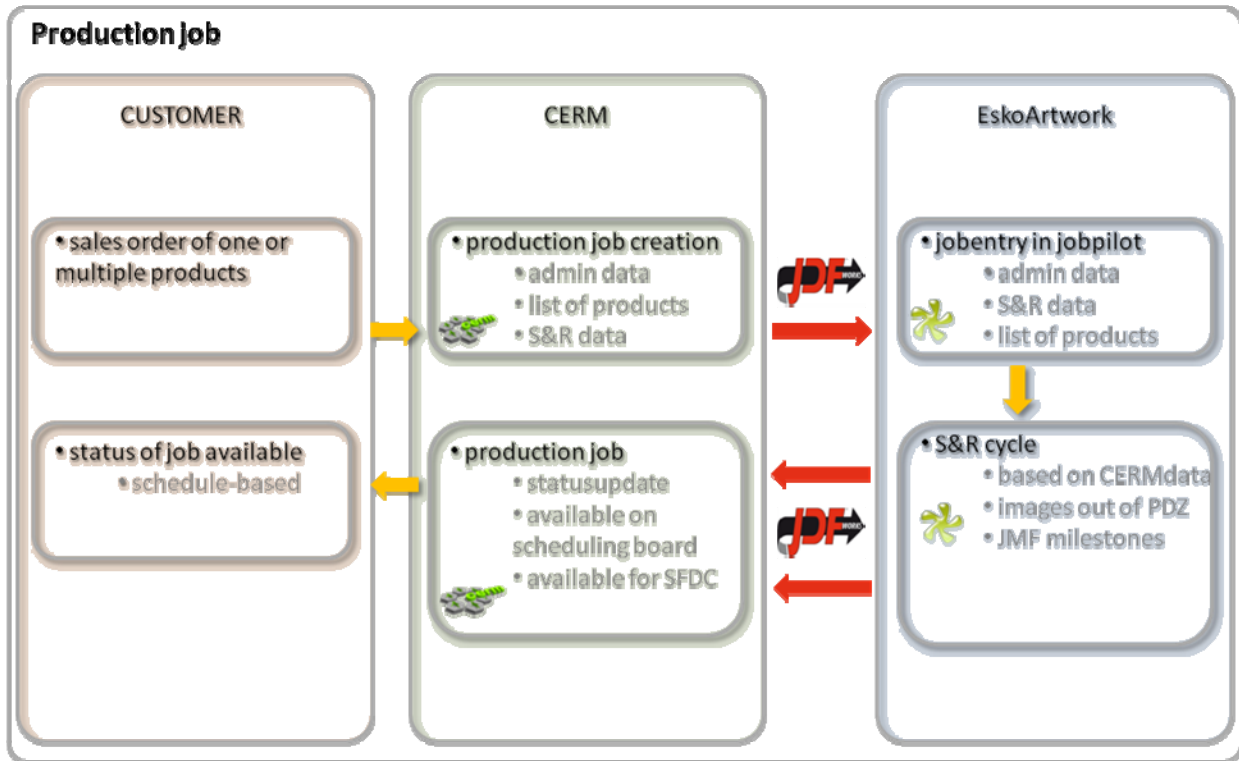 Production job
CUSTOMER
• sales order of one or
multiple products
• status of job available
• schedule-based
CERM
• production job creation
• admin data
• list of products
• S&R data
• production job
• statusupdate
• available on
scheduling board
• available for SFDC
JDF
JDF
EskoArtwork
• jobentry in jobpilot
• admin data
• S&R data
• list of products
• S&R cycle
• based on CERMdata
• images out of PDZ
• JMF milestones